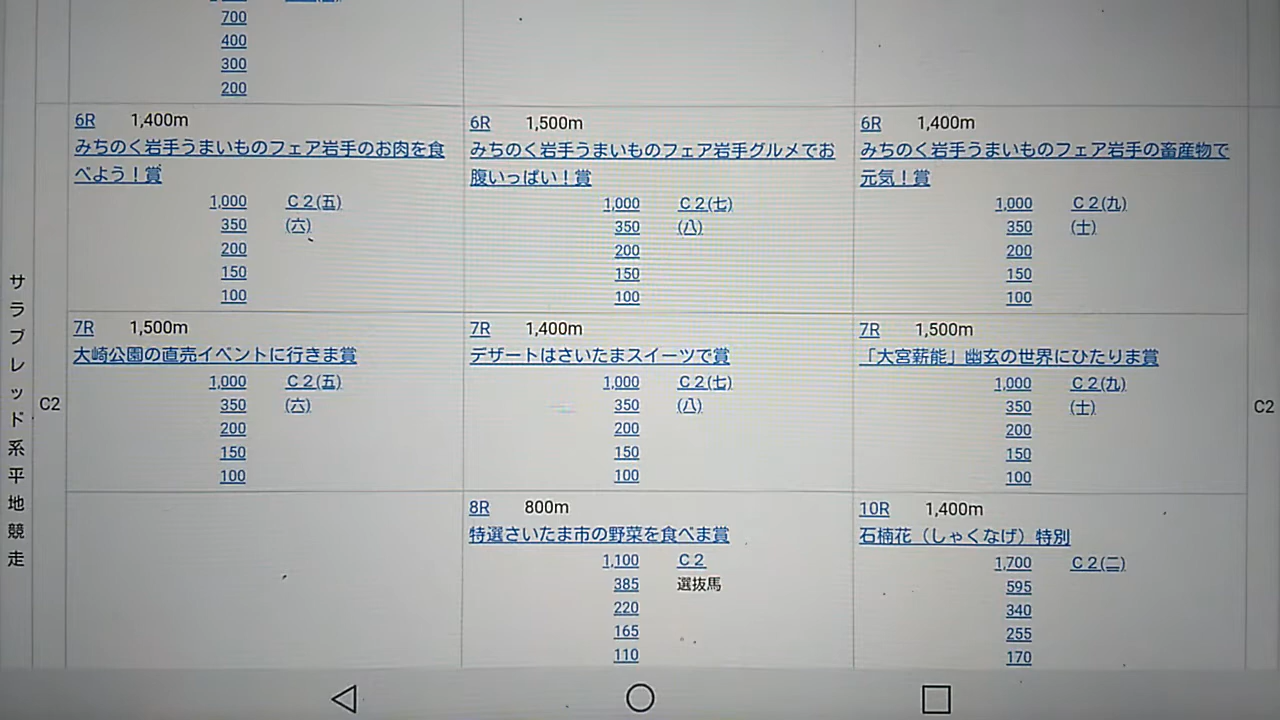 700
400
300
200
サラブレッド系平地競走
C2
6R 1,400m
みちのく岩手うまいものフェア岩手のお肉を食
べよう！賞
1,000 C２(五)
350 (六)
200
150
100
6R 1,500m
みちのく岩手うまいものフェア岩手グルメでお
腹いっぱい！賞
1,000 C２(七)
350 (八)
200
150
100
6R 1,400m
みちのく岩手うまいものフェア岩手の畜産物で
元気！賞
1,000 C２(九)
350 (十)
200
150
100
7R 1,500m
大崎公園の直売イベントに行きま賞
1,000 C２(五)
350 (六)
200
150
100
7R 1,400m
デザートはさいたまスイーツで賞
1,000 C２(七)
350 (八)
200
150
100
7R 1,500m
「大宮薪能」幽玄の世界にひたりま賞
1,000 C２(九)
350 (十)
200
150
100
C2
8R 800m
特選さいたま市の野菜を食べま賞
1,100 C２
385 選抜馬
220
165
110
10R 1,400m
石楠花（しゃくなげ）特別
1,700 C２(二)
595
340
255
170